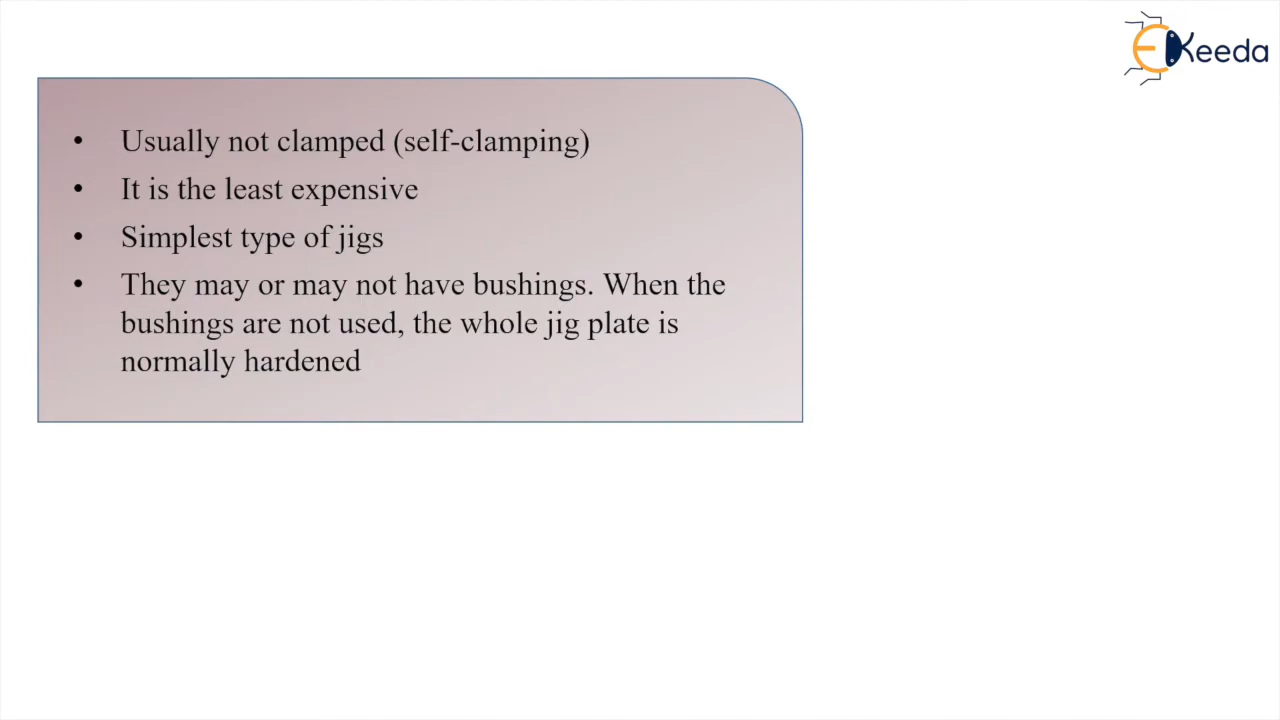 EKeeda
• Usually not clamped (self-clamping)
• It is the least expensive
• Simplest type of jigs
• They may or may not have bushings. When the
bushings are not used, the whole jig plate is
normally hardened